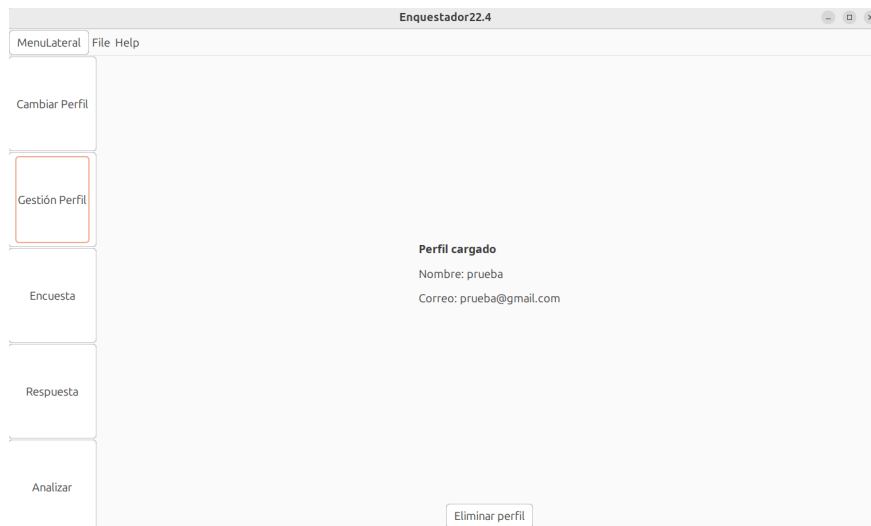 Enquestador22.4
MenuLateral File Help
Cambiar Perfil
Gestión Perfil
Encuesta
Respuesta
Analizar
Perfil cargado
Nombre: prueba
Correo: prueba@gmail.com
Eliminar perfil